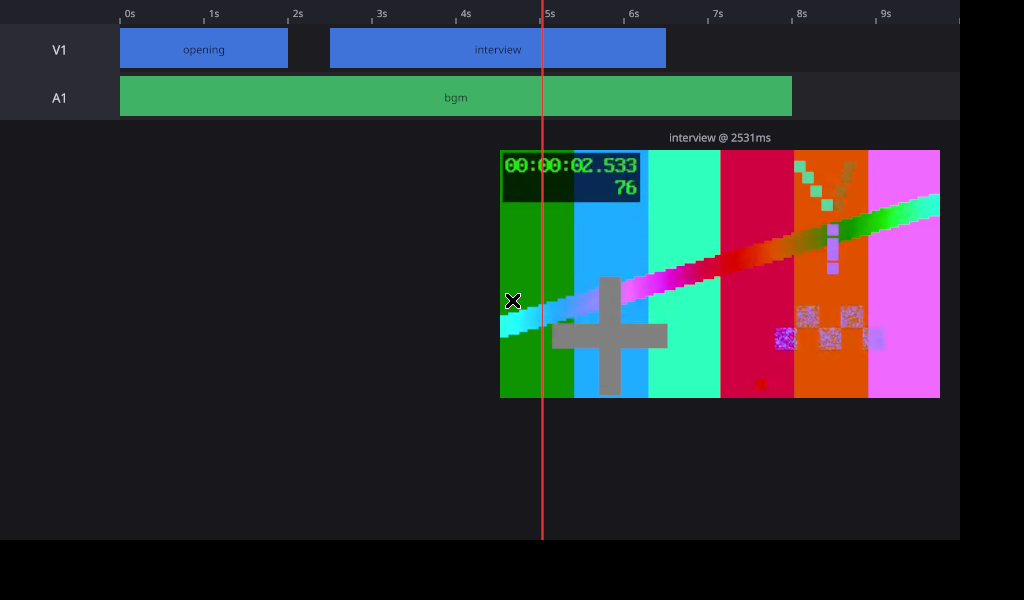 0s 1s 2s 3s 4s 5s 6s 7s 8s 9s
V1 opening interview
A1 bgm
interview @ 2531ms
00:00:02.533
76